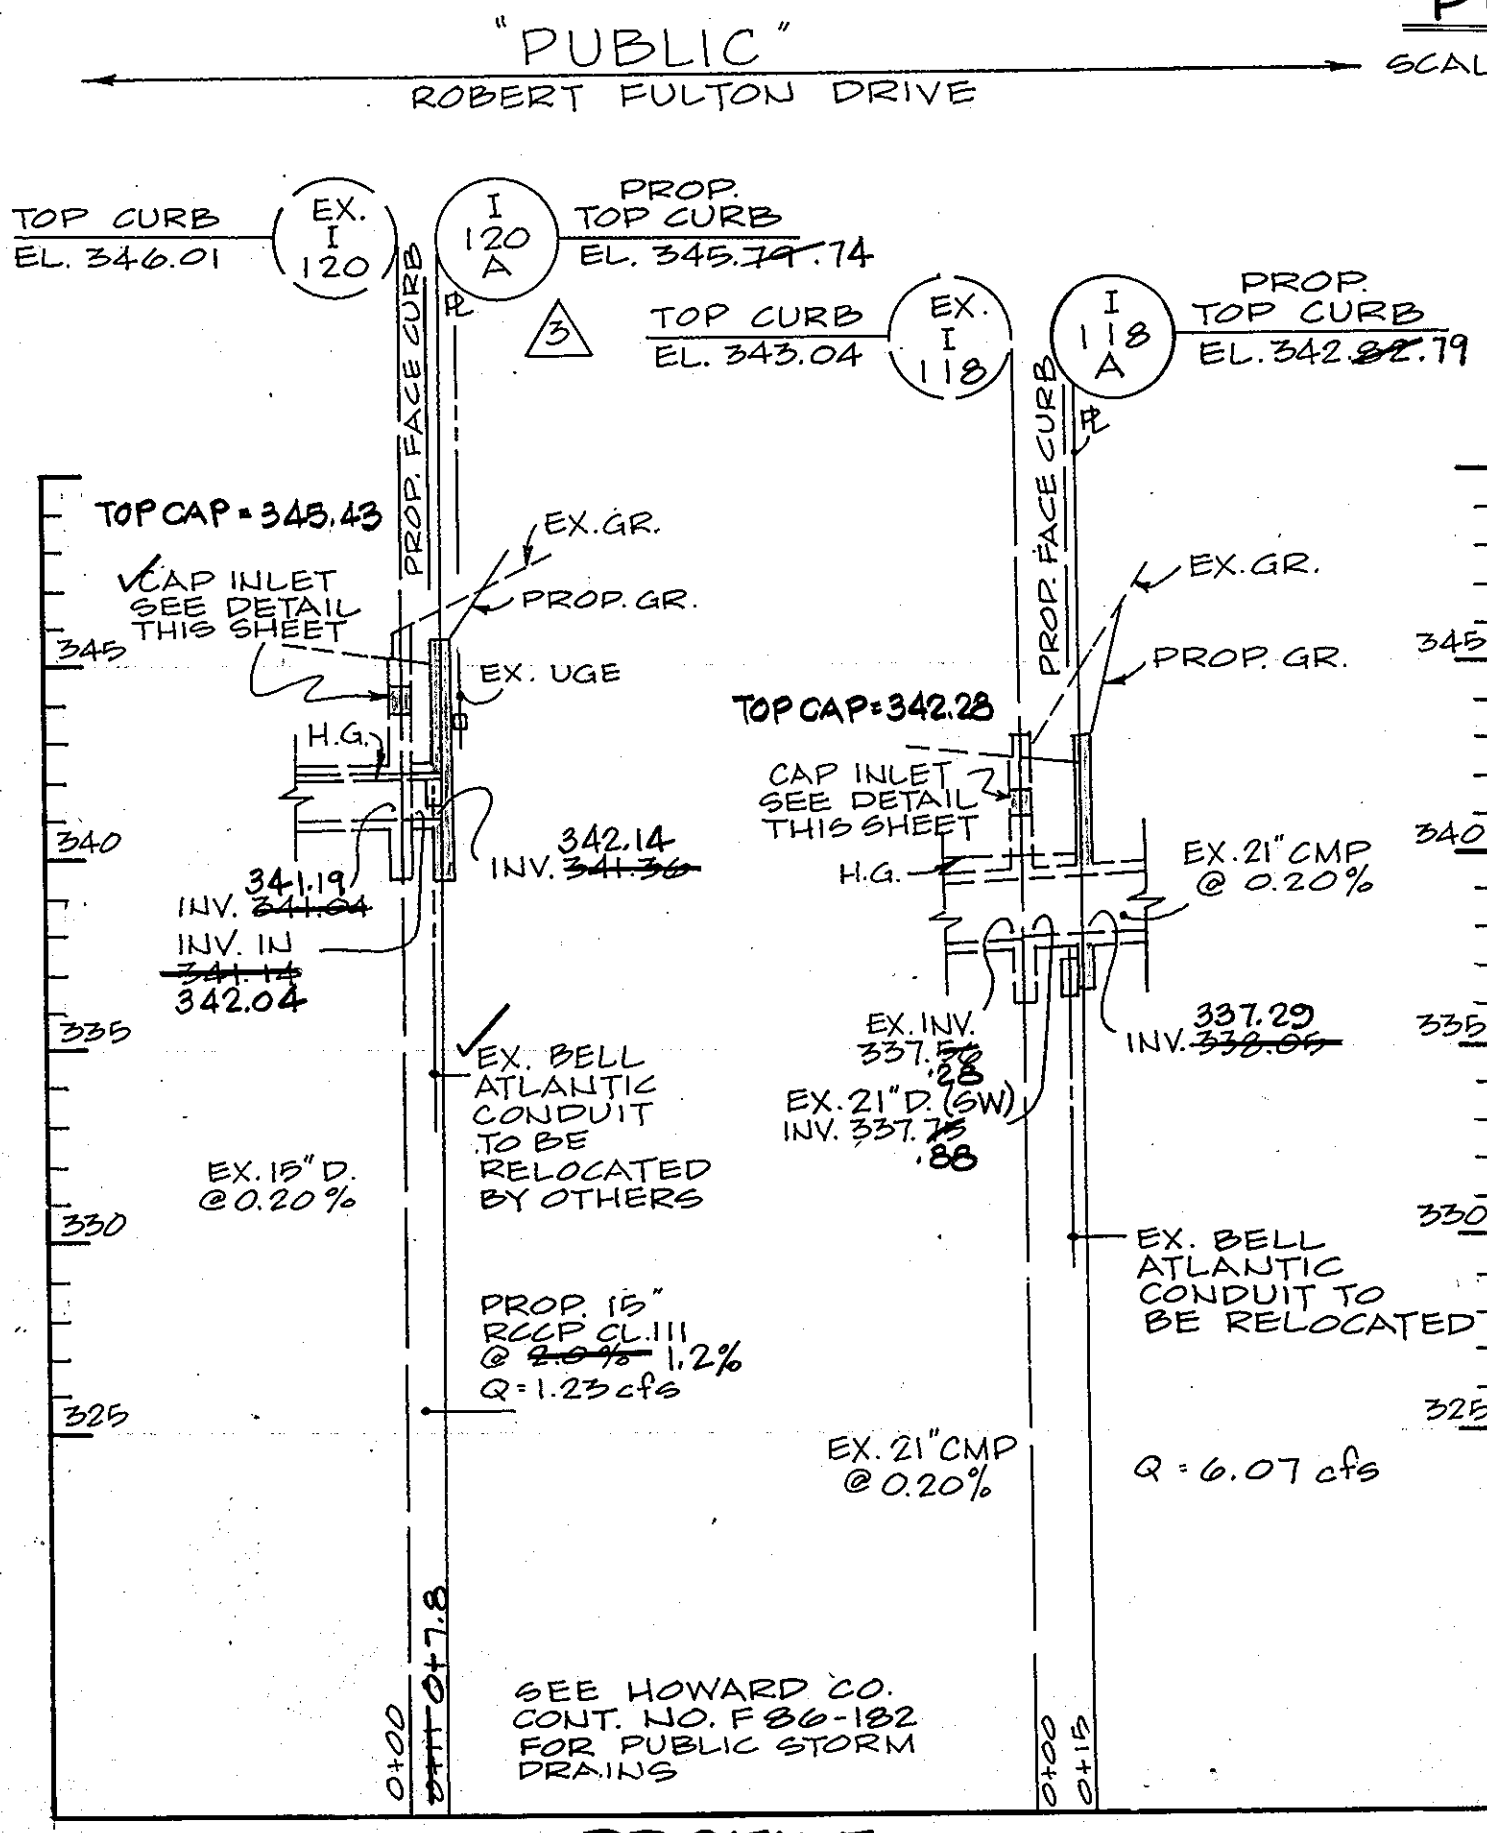 "PUBLIC"
ROBERT FULTON DRIVE
SCAL
TOP CURB
EL. 346.01
EX.
I
120
I
120
A
PROP.
TOP CURB
EL. 345.79 .74
3
PROP. FACE CURB
PL
TOP CURB
EL. 343.04
EX.
I
118
I
118
A
PROP.
TOP CURB
EL. 342.82 .79
PROP. FACE CURB
PL
TOP CAP = 345.43
CAP INLET
SEE DETAIL
THIS SHEET
EX. GR.
PROP. GR.
EX. UGE
H.G.
345
340
335
330
325
341.19
INV. 341.04
INV. IN
341.14
342.04
342.14
INV. 341.36
EX. BELL
ATLANTIC
CONDUIT
TO BE
RELOCATED
BY OTHERS
EX. 15" D.
@ 0.20%
PROP. 15"
RCCP CL. III
@ 2.0% 1.2%
Q = 1.23 cfs
0+00
0+11 0+7.8
SEE HOWARD CO.
CONT. NO. F 86-182
FOR PUBLIC STORM
DRAINS
TOP CAP = 342.28
CAP INLET
SEE DETAIL
THIS SHEET
EX. GR.
PROP. GR.
H.G.
EX. 21" CMP
@ 0.20%
EX. INV.
337.56
.28
EX. 21" D. (SW)
INV. 337.75
.88
337.29
INV. 338.05
EX. BELL
ATLANTIC
CONDUIT TO
BE RELOCATED
EX. 21" CMP
@ 0.20%
Q = 6.07 cfs
0+00
0+15
345
340
335
330
325